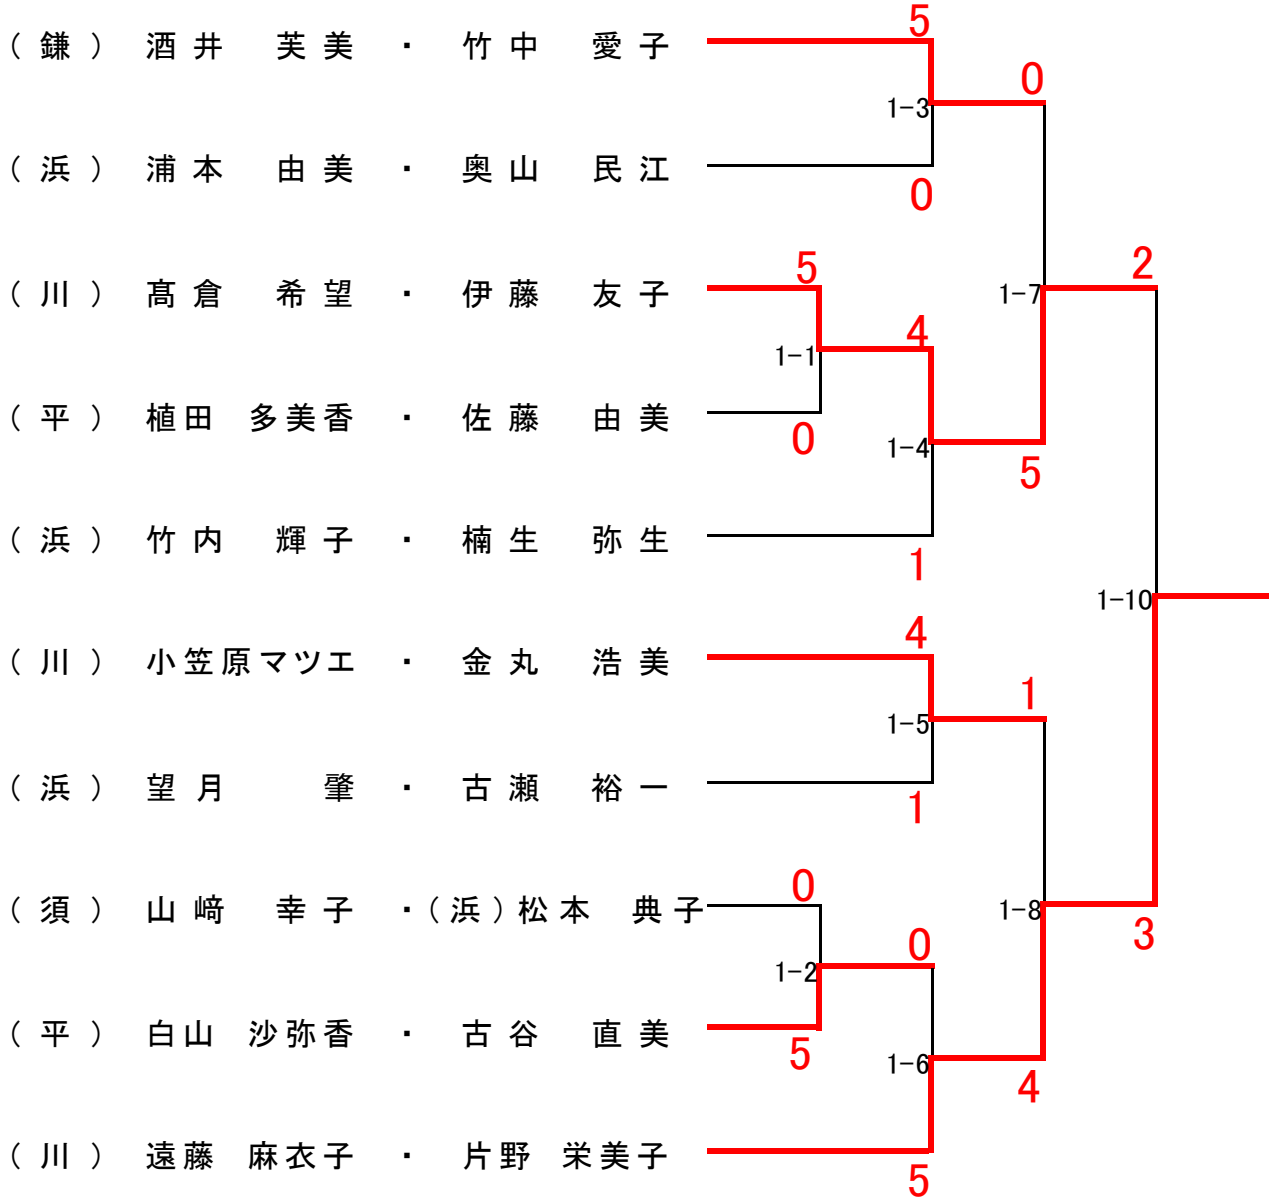 5
（ 鎌 ） 酒井 芙美 ・ 竹中 愛子
0
1-3
（ 浜 ） 浦本 由美 ・ 奥山 民江
0
2
5
（ 川 ） 髙倉 希望 ・ 伊藤 友子
1-7
4
1-1
（ 平 ） 植田 多美香 ・ 佐藤 由美
0
1-4
5
（ 浜 ） 竹内 輝子 ・ 楠生 弥生
1
1-10
4
（ 川 ） 小笠原マツエ ・ 金丸 浩美
1
1-5
（ 浜 ） 望月 肇 ・ 古瀬 裕一
1
0
（ 須 ） 山﨑 幸子 ・（ 浜 ）松本 典子
1-8
3
0
1-2
（ 平 ） 白山 沙弥香 ・ 古谷 直美
5
1-6
4
（ 川 ） 遠藤 麻衣子 ・ 片野 栄美子
5